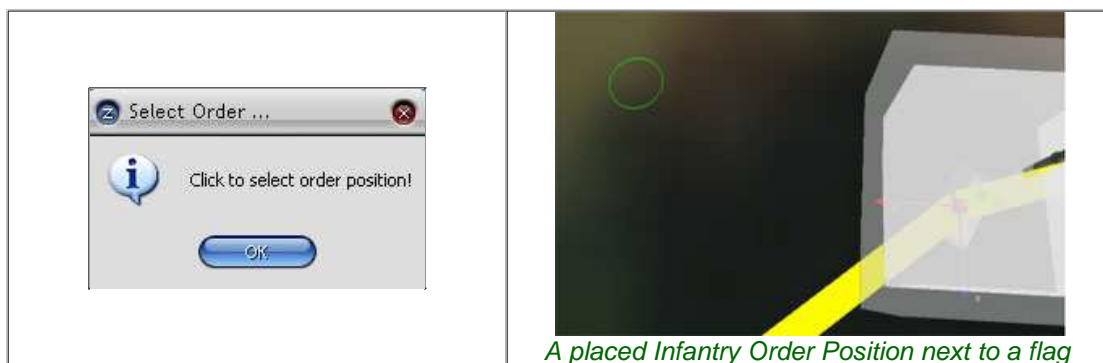 Select Order ...
Click to select order position!
OK
A placed Infantry Order Position next to a flag